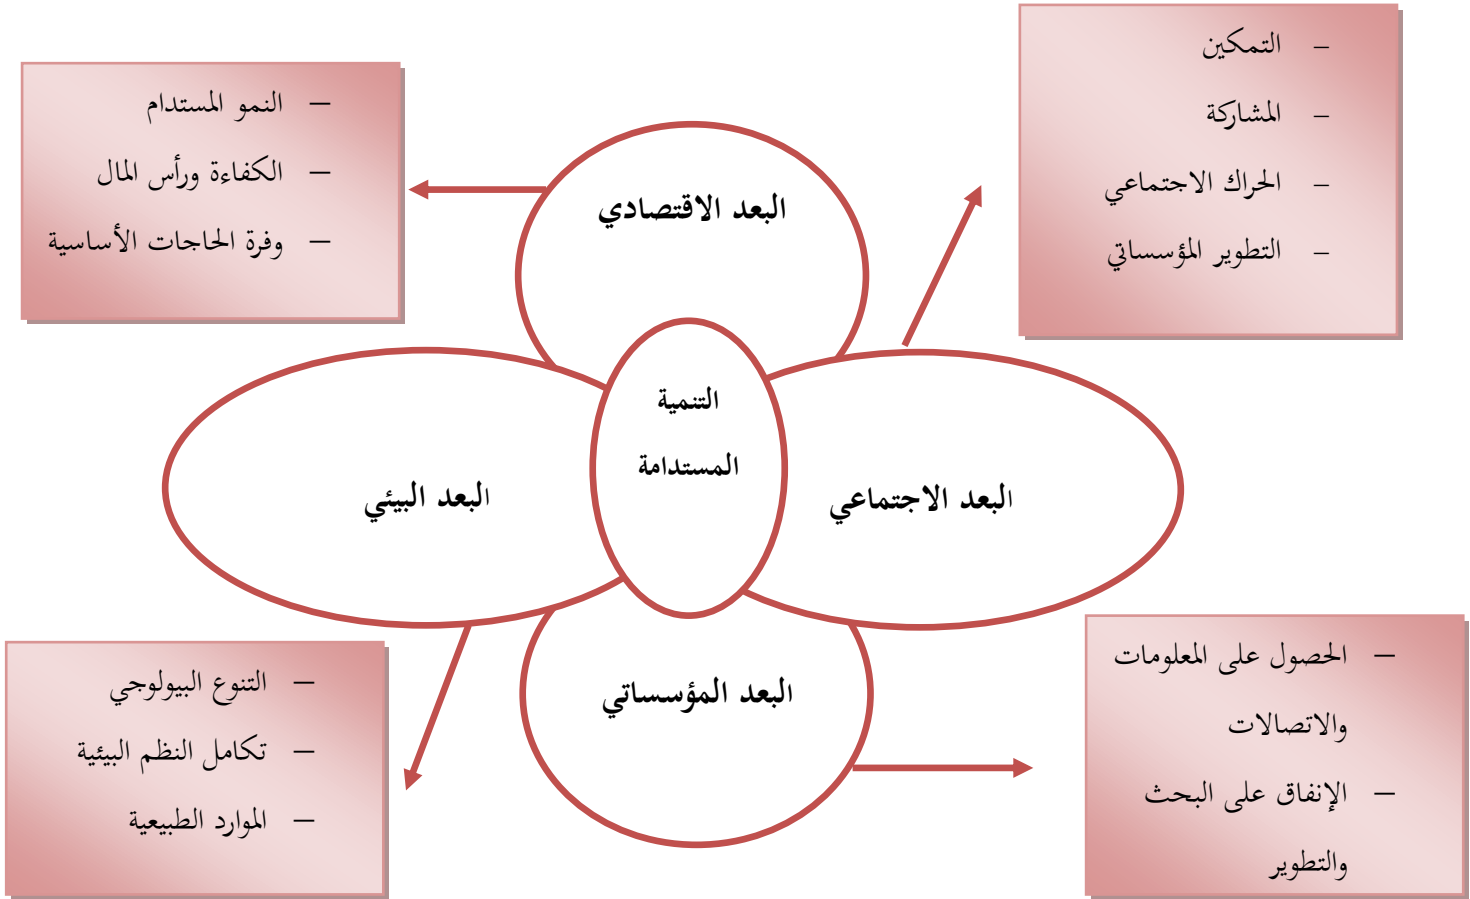 – التمكين
– المشاركة
– الحراك الاجتماعي
– التطوير المؤسساتي
– النمو المستدام
– الكفاءة ورأس المال
– وفرة الحاجات الأساسية
البعد الاقتصادي
التنمية
المستدامة
البعد الاجتماعي
البعد البيئي
البعد المؤسساتي
– الحصول على المعلومات
والاتصالات
– الإنفاق على البحث
والتطوير
– التنوع البيولوجي
– تكامل النظم البيئية
– الموارد الطبيعية